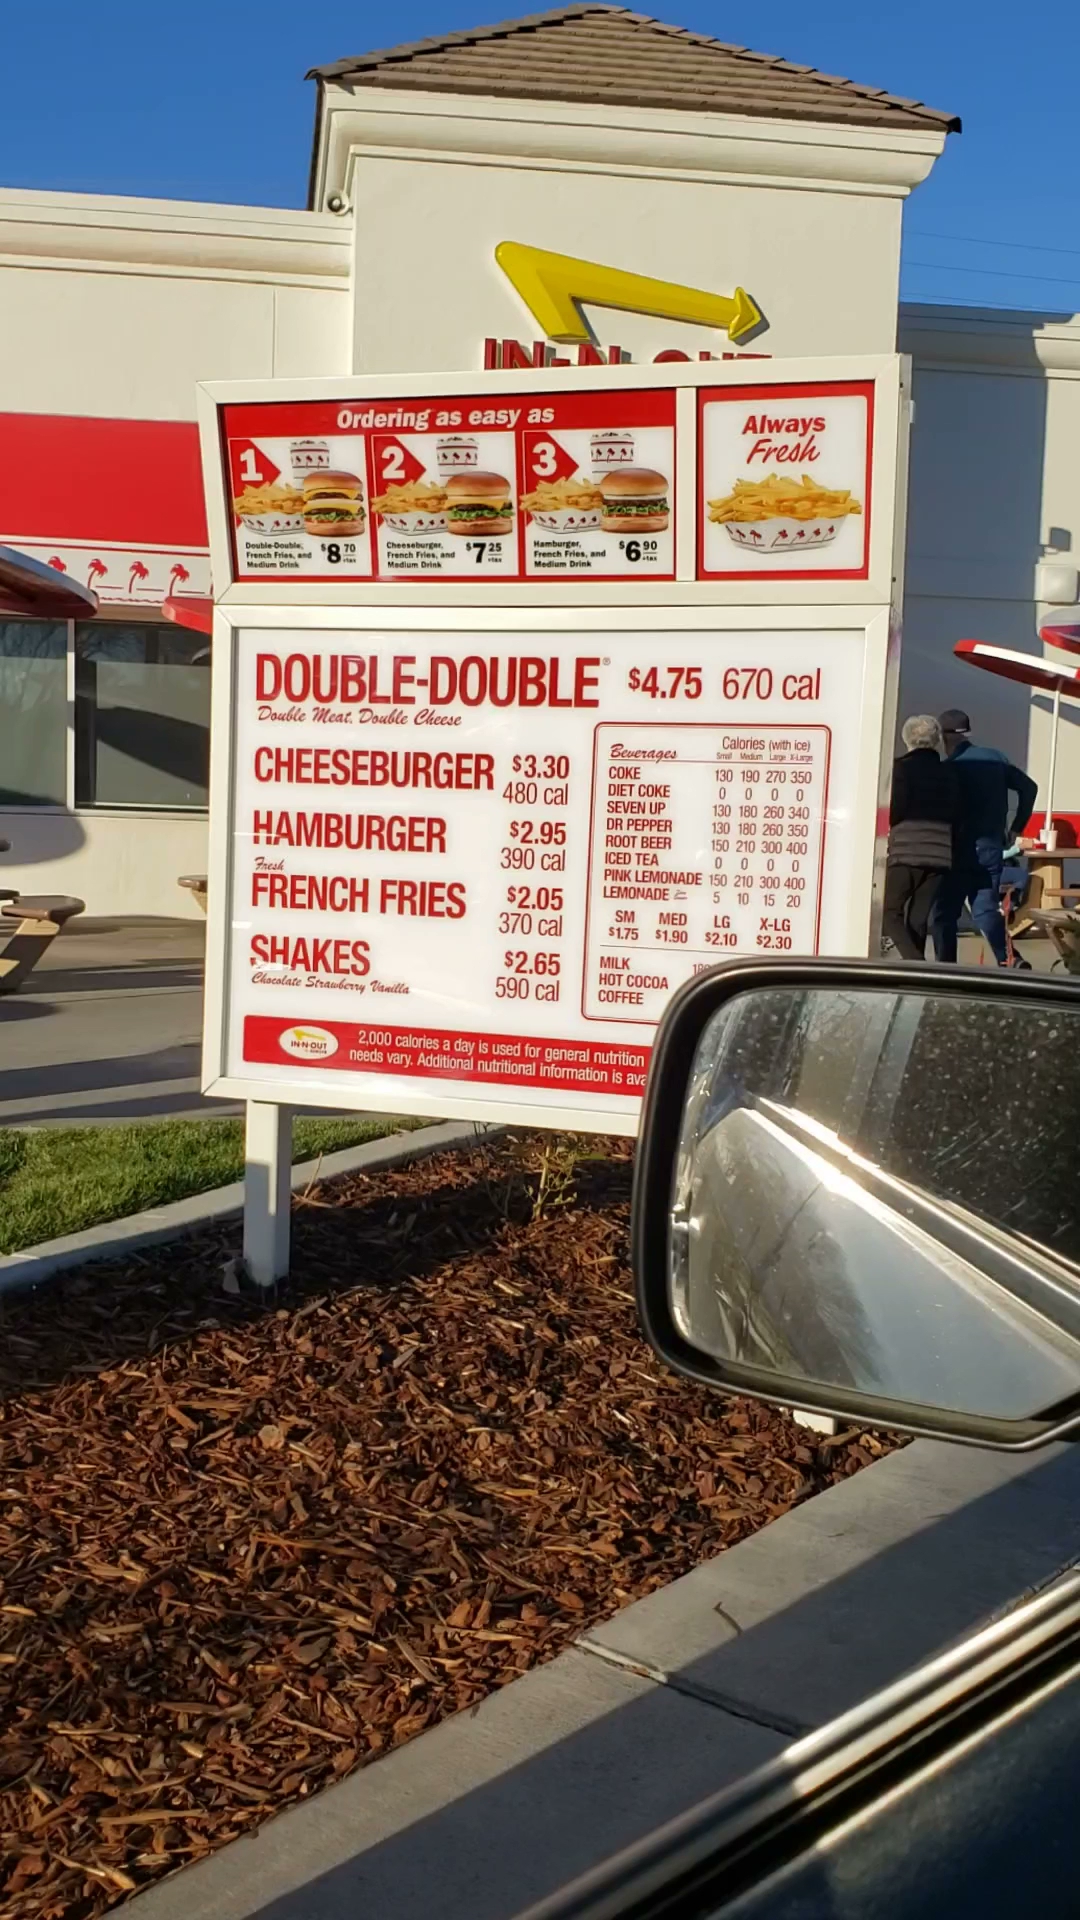 IN-N-OUT
Ordering as easy as
1
Double-Double,
French Fries, and
Medium Drink
$8 70
+tax
2
Cheeseburger,
French Fries, and
Medium Drink
$7 25
+tax
3
Hamburger,
French Fries, and
Medium Drink
$6 90
+tax
Always
Fresh
DOUBLE-DOUBLE® $4.75 670 cal
Double Meat, Double Cheese
CHEESEBURGER $3.30
480 cal
HAMBURGER $2.95
390 cal
Fresh
FRENCH FRIES $2.05
370 cal
SHAKES $2.65
Chocolate Strawberry Vanilla 590 cal
Beverages Calories (with ice)
Small Medium Large X-Large
COKE 130 190 270 350
DIET COKE 0 0 0 0
SEVEN UP 130 180 260 340
DR PEPPER 130 180 260 350
ROOT BEER 150 210 300 400
ICED TEA 0 0 0 0
PINK LEMONADE 150 210 300 400
LEMONADE 5 10 15 20
SM MED LG X-LG
$1.75 $1.90 $2.10 $2.30
MILK
HOT COCOA
COFFEE
IN-N-OUT
2,000 calories a day is used for general nutrition
needs vary. Additional nutritional information is ava